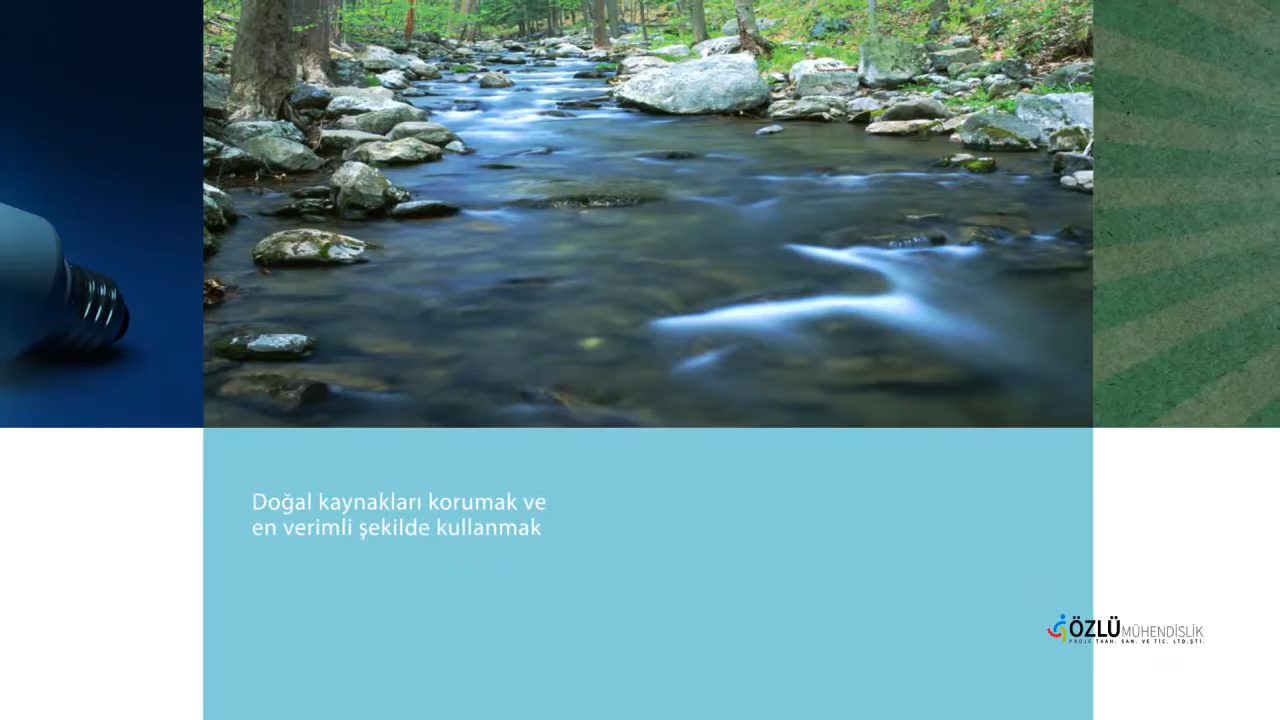 Doğal kaynakları korumak ve
en verimli şekilde kullanmak
ÖZLÜ MÜHENDİSLİK
PROJE TAAH. SAN. VE TİC. LTD.ŞTİ.